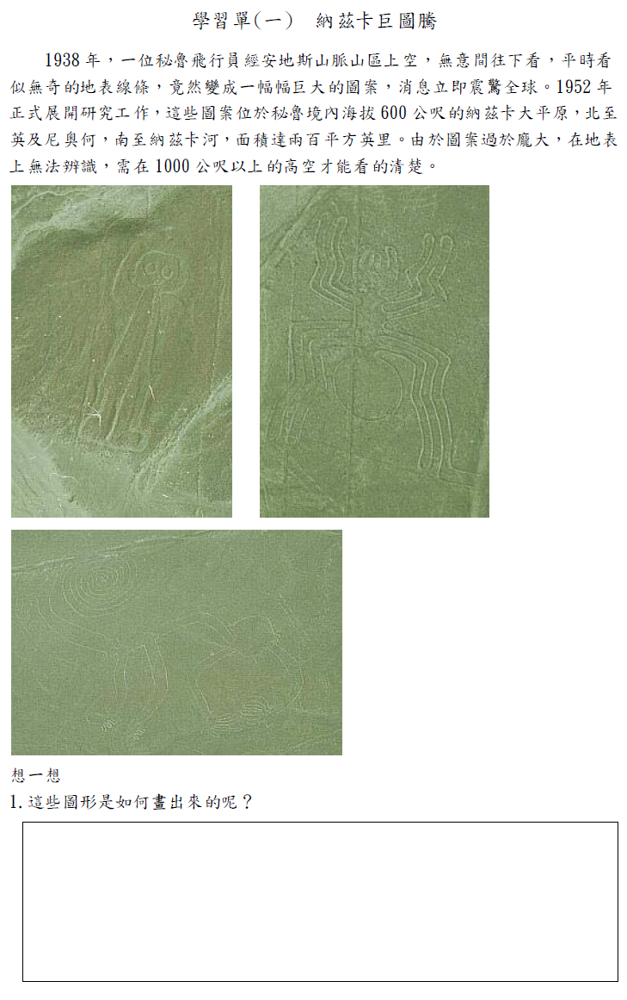 學習單(一)　納茲卡巨圖騰
1938 年，一位秘魯飛行員經安地斯山脈山區上空，無意間往下看，平時看
似無奇的地表線條，竟然變成一幅幅巨大的圖案，消息立即震驚全球。1952 年
正式展開研究工作，這些圖案位於秘魯境內海拔 600 公呎的納茲卡大平原，北至
英及尼奧何，南至納茲卡河，面積達兩百平方英里。由於圖案過於龐大，在地表
上無法辨識，需在 1000 公呎以上的高空才能看的清楚。
想一想
1.這些圖形是如何畫出來的呢？